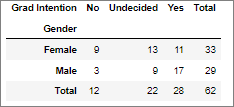 Grad Intention No Undecided Yes Total
Gender
Female 9 13 11 33
Male 3 9 17 29
Total 12 22 28 62